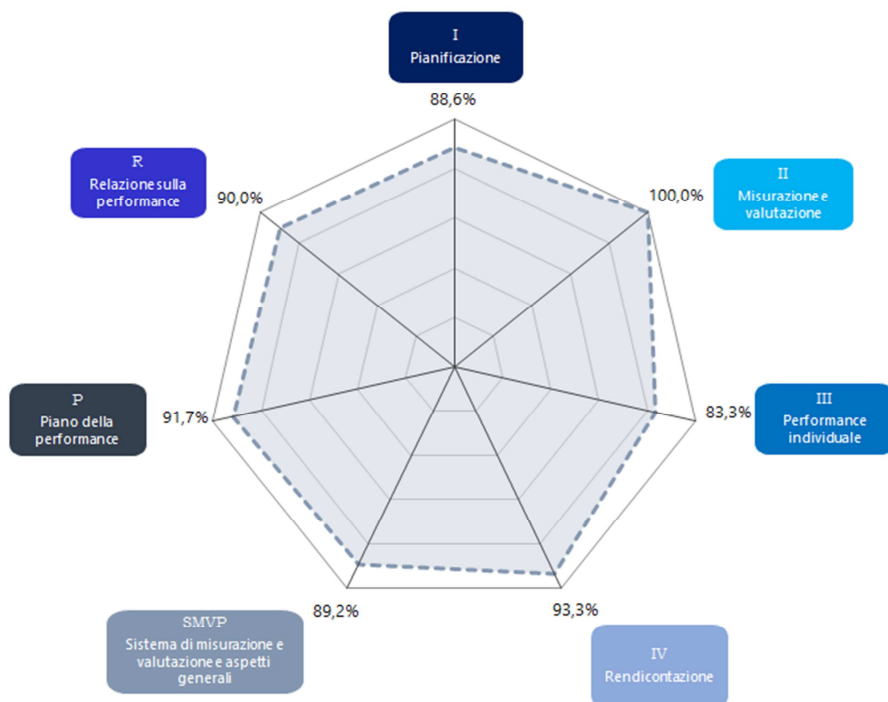 I
Pianificazione
88,6%
R
Relazione sulla
performance
90,0%
II
Misurazione e
valutazione
100,0%
P
Piano della
performance
91,7%
III
Performance
individuale
83,3%
SMVP
Sistema di misurazione e
valutazione e aspetti
generali
89,2%
IV
Rendicontazione
93,3%